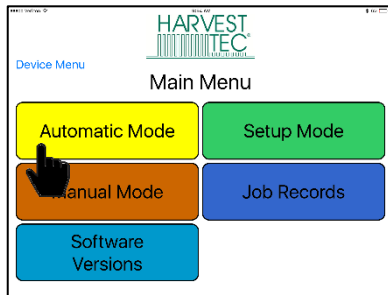 HARVEST
TEC
Device Menu
Main Menu
Automatic Mode
Setup Mode
Manual Mode
Job Records
Software
Versions